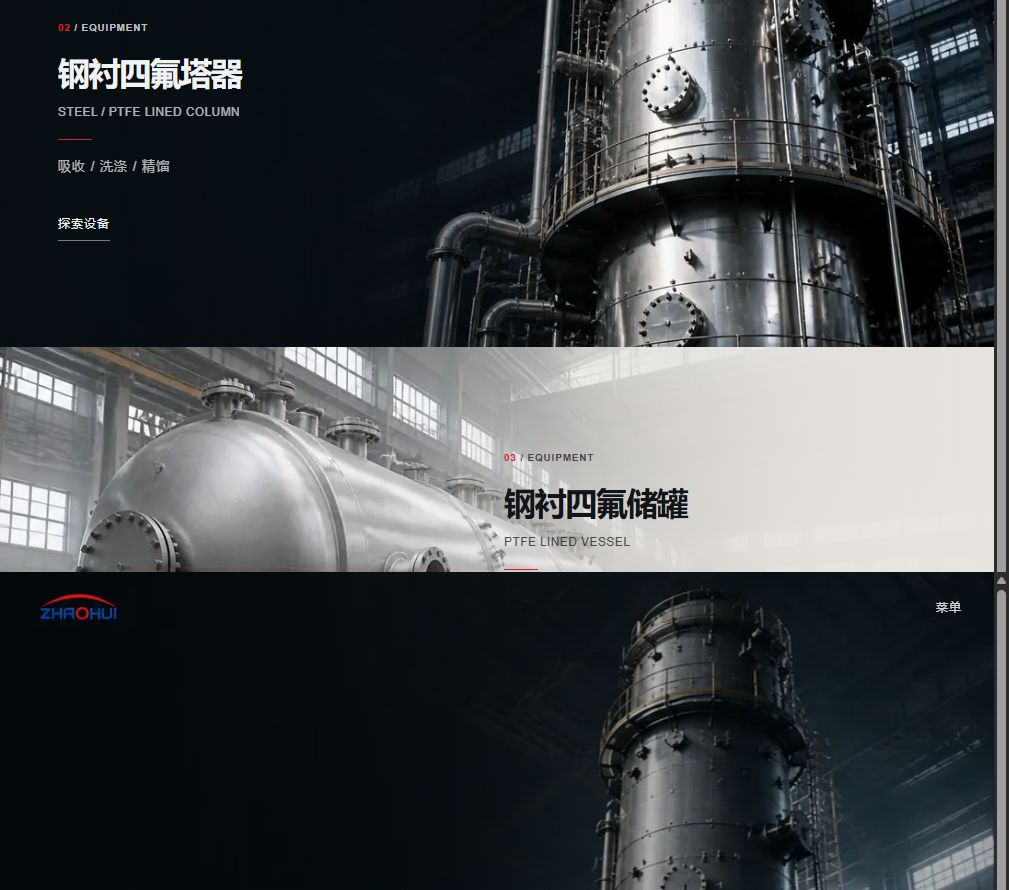 02 / EQUIPMENT
钢衬四氟塔器
STEEL / PTFE LINED COLUMN
吸收 / 洗涤 / 精馏
探索设备
03 / EQUIPMENT
钢衬四氟储罐
PTFE LINED VESSEL
ZHAOHUI
菜单